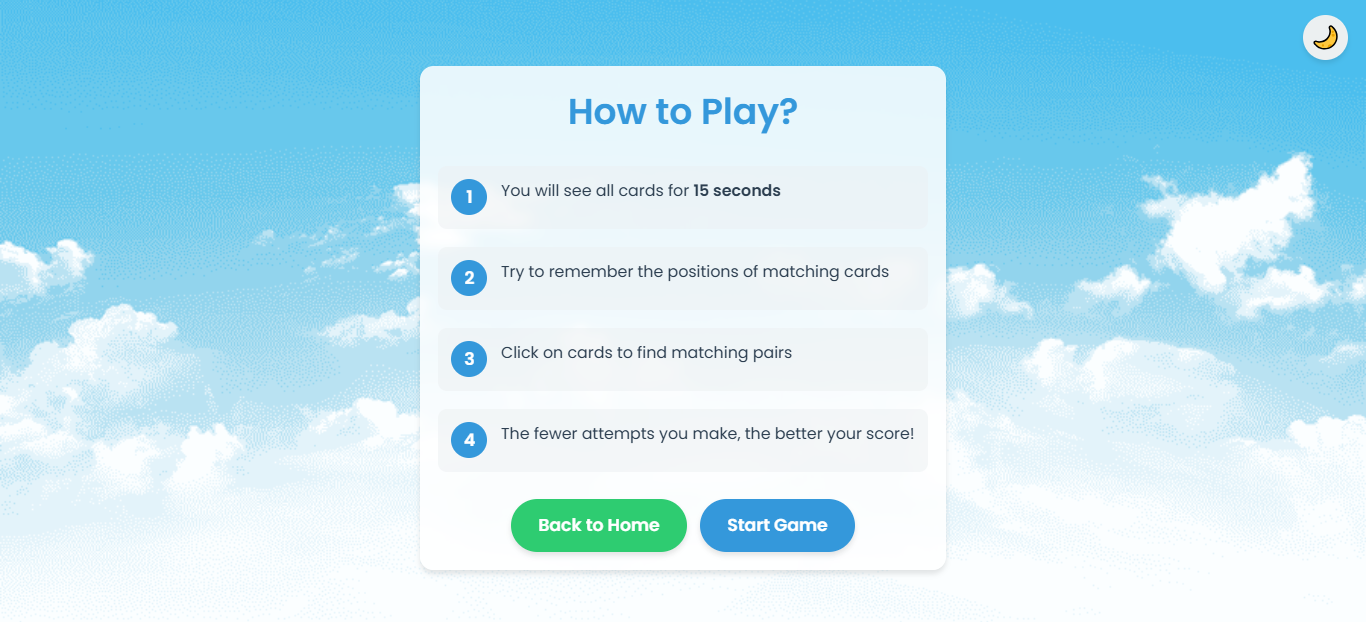 How to Play?
1 You will see all cards for 15 seconds
2 Try to remember the positions of matching cards
3 Click on cards to find matching pairs
4 The fewer attempts you make, the better your score!
Back to Home Start Game